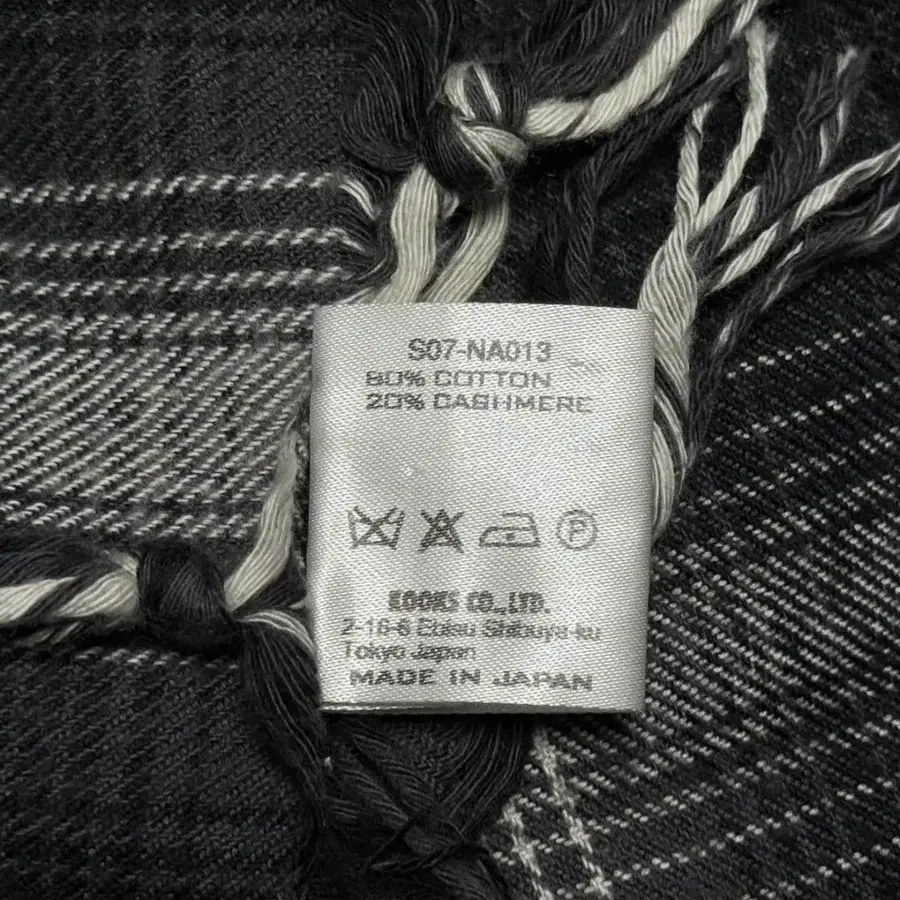 S07-NA013
80% COTTON
20% CASHMERE
P
KOOKS CO.,LTD.
2-16-6 Ebisu Shibuya-ku
Tokyo Japan
MADE IN JAPAN